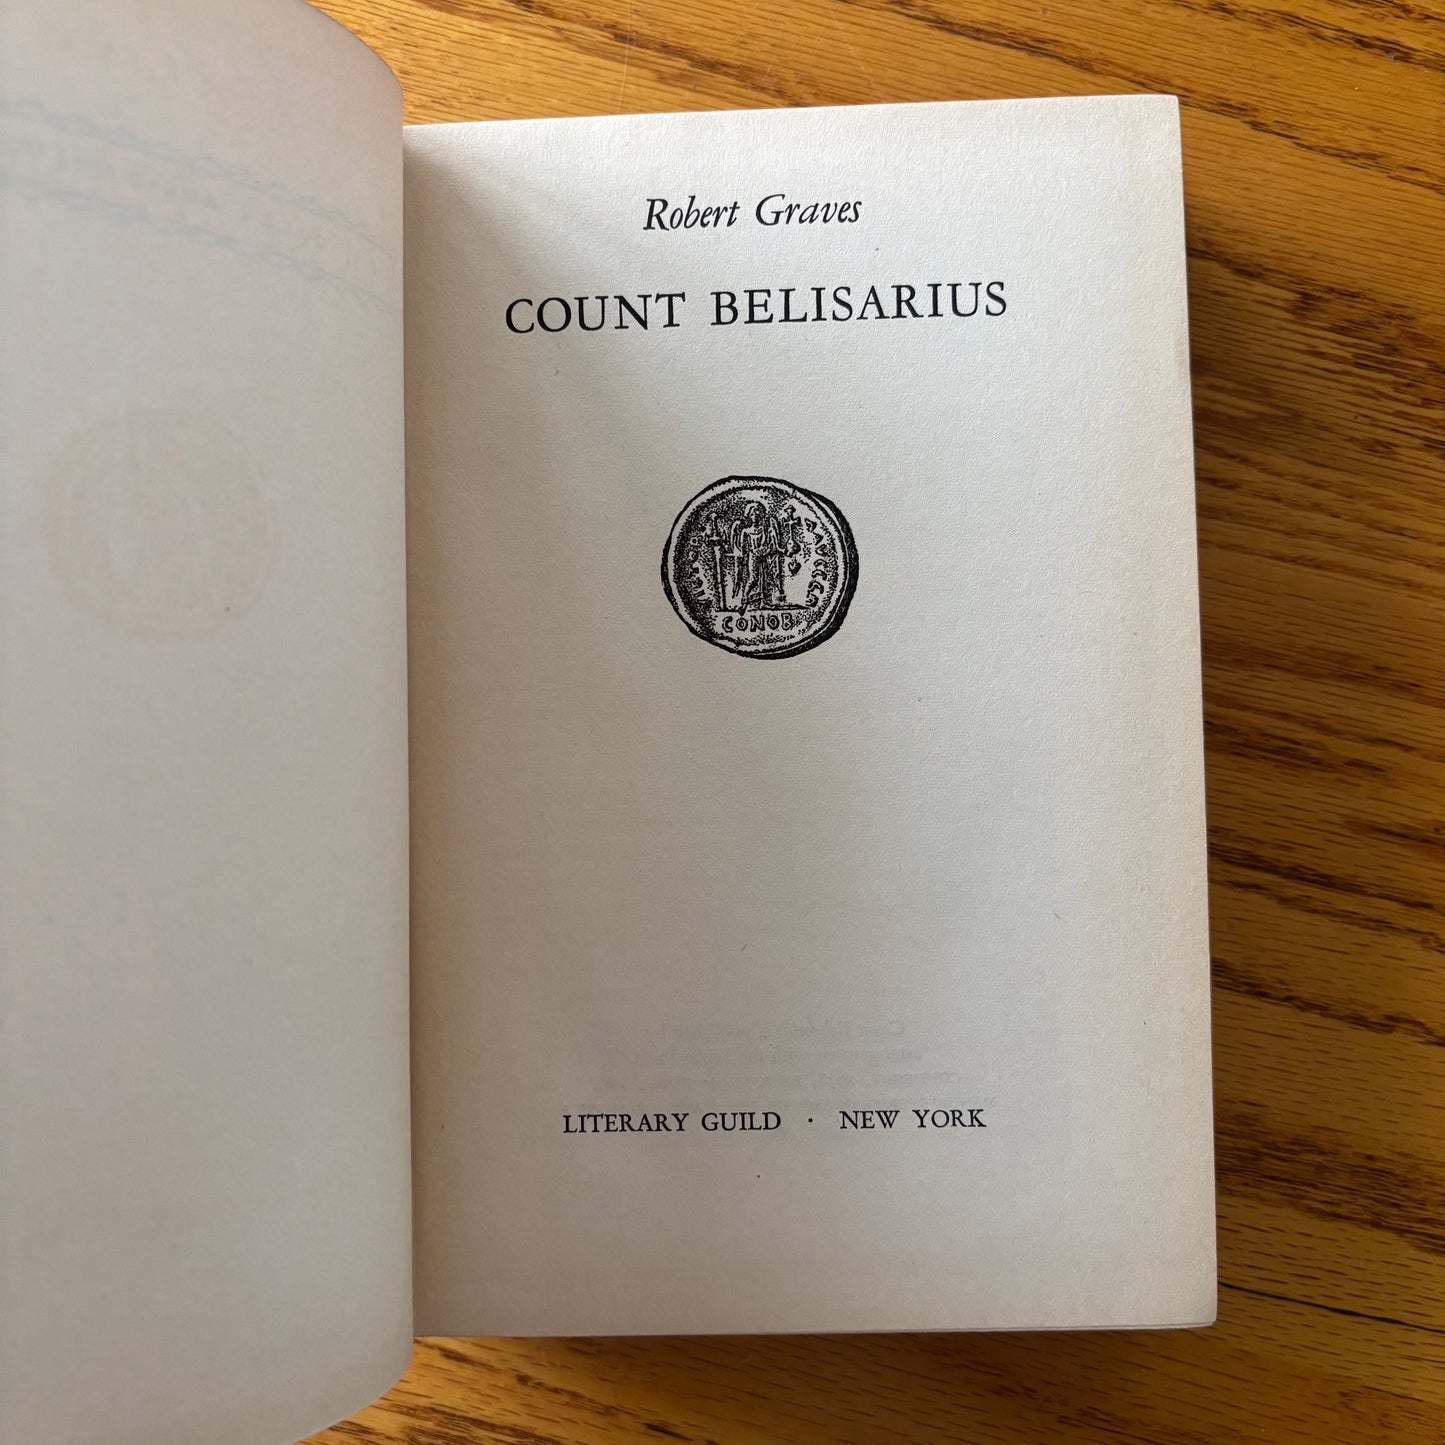 Robert Graves
COUNT BELISARIUS
CONOB
LITERARY GUILD · NEW YORK